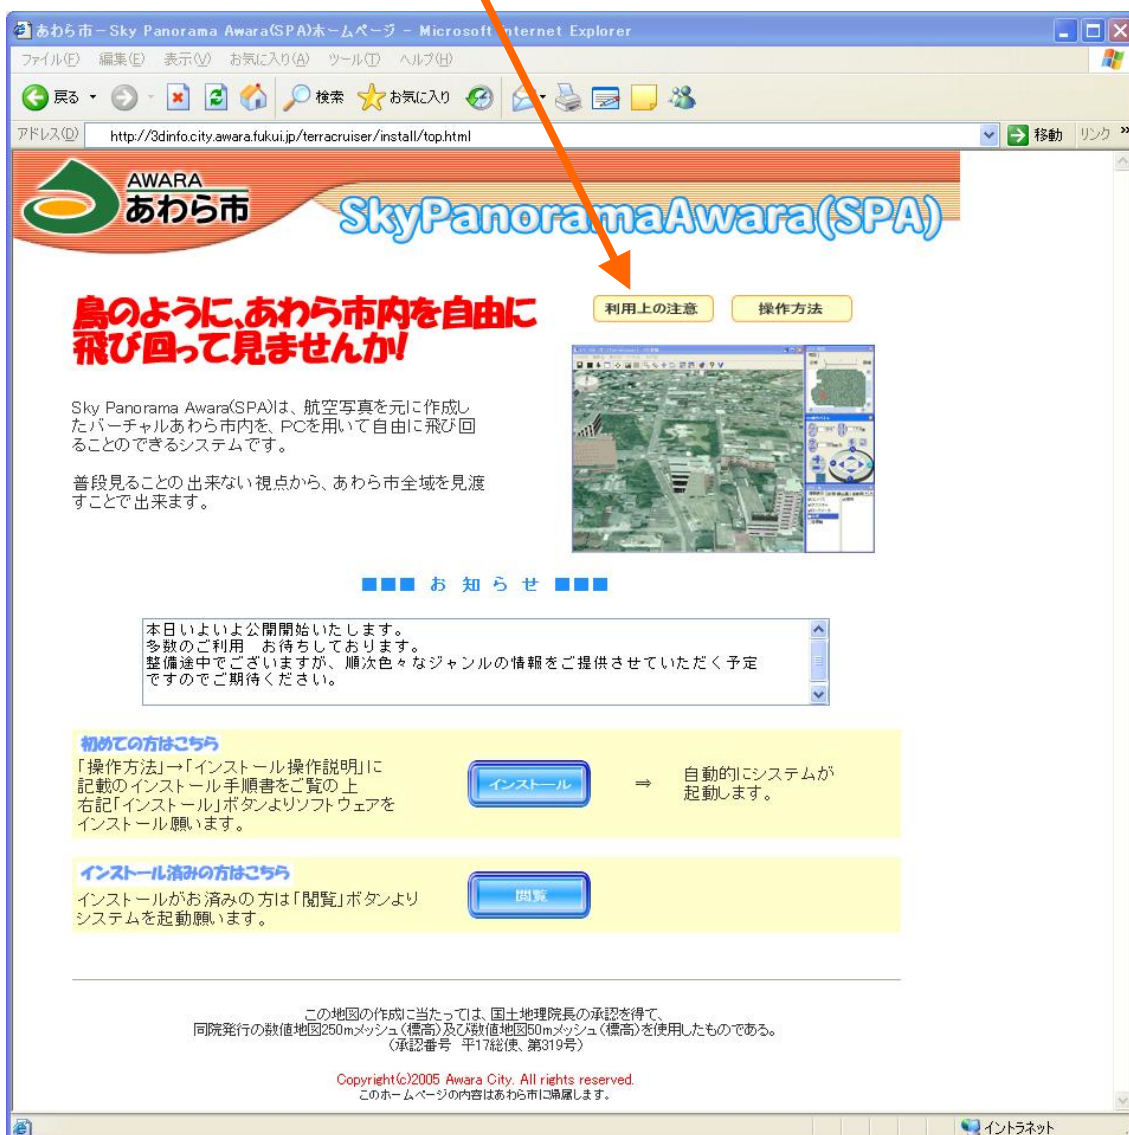 あわら市－Sky Panorama Awara(SPA)ホームページ - Microsoft Internet Explorer
ファイル(F) 編集(E) 表示(V) お気に入り(A) ツール(T) ヘルプ(H)
戻る 検索 お気に入り
アドレス(D) http://3dinfo.city.awara.fukui.jp/terracruiser/install/top.html 移動 リンク »
AWARA
あわら市
SkyPanoramaAwara(SPA)
鳥のように、あわら市内を自由に
飛び回って見ませんか!
利用上の注意 操作方法
Sky Panorama Awara(SPA)は、航空写真を元に作成し
たバーチャルあわら市内を、PCを用いて自由に飛び回
ることのできるシステムです。
普段見ることの出来ない視点から、あわら市全域を見渡
すことで出来ます。
■■■ お 知 ら せ ■■■
本日いよいよ公開開始いたします。
多数のご利用　お待ちしております。
整備途中でございますが、順次色々なジャンルの情報をご提供させていただく予定
ですのでご期待ください。
初めての方はこちら
「操作方法」→「インストール操作説明」に
記載のインストール手順書をご覧の上
右記「インストール」ボタンよりソフトウェアを
インストール願います。
インストール
⇒
自動的にシステムが
起動します。
インストール済みの方はこちら
インストールがお済みの方は「閲覧」ボタンより
システムを起動願います。
閲覧
この地図の作成に当たっては、国土地理院長の承認を得て、
同院発行の数値地図250mメッシュ（標高）及び数値地図50mメッシュ（標高）を使用したものである。
（承認番号　平17総使、第319号）
Copyright(c)2005 Awara City. All rights reserved.
このホームページの内容はあわら市に帰属します。
イントラネット